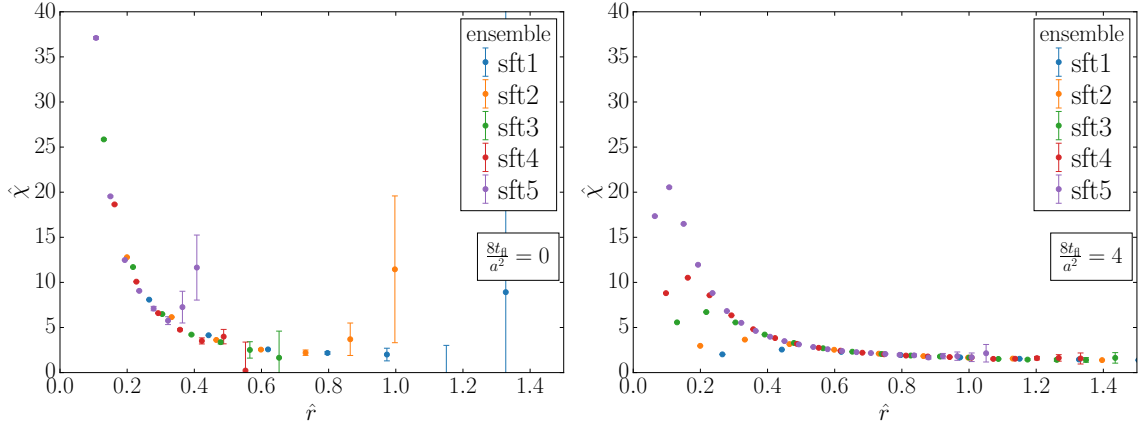 40
35
30
25
20
15
10
5
0
χ̂
0.0 0.2 0.4 0.6 0.8 1.0 1.2 1.4
r̂
ensemble
sft1
sft2
sft3
sft4
sft5
8t_fl/a² = 0
40
35
30
25
20
15
10
5
0
χ̂
0.0 0.2 0.4 0.6 0.8 1.0 1.2 1.4
r̂
ensemble
sft1
sft2
sft3
sft4
sft5
8t_fl/a² = 4